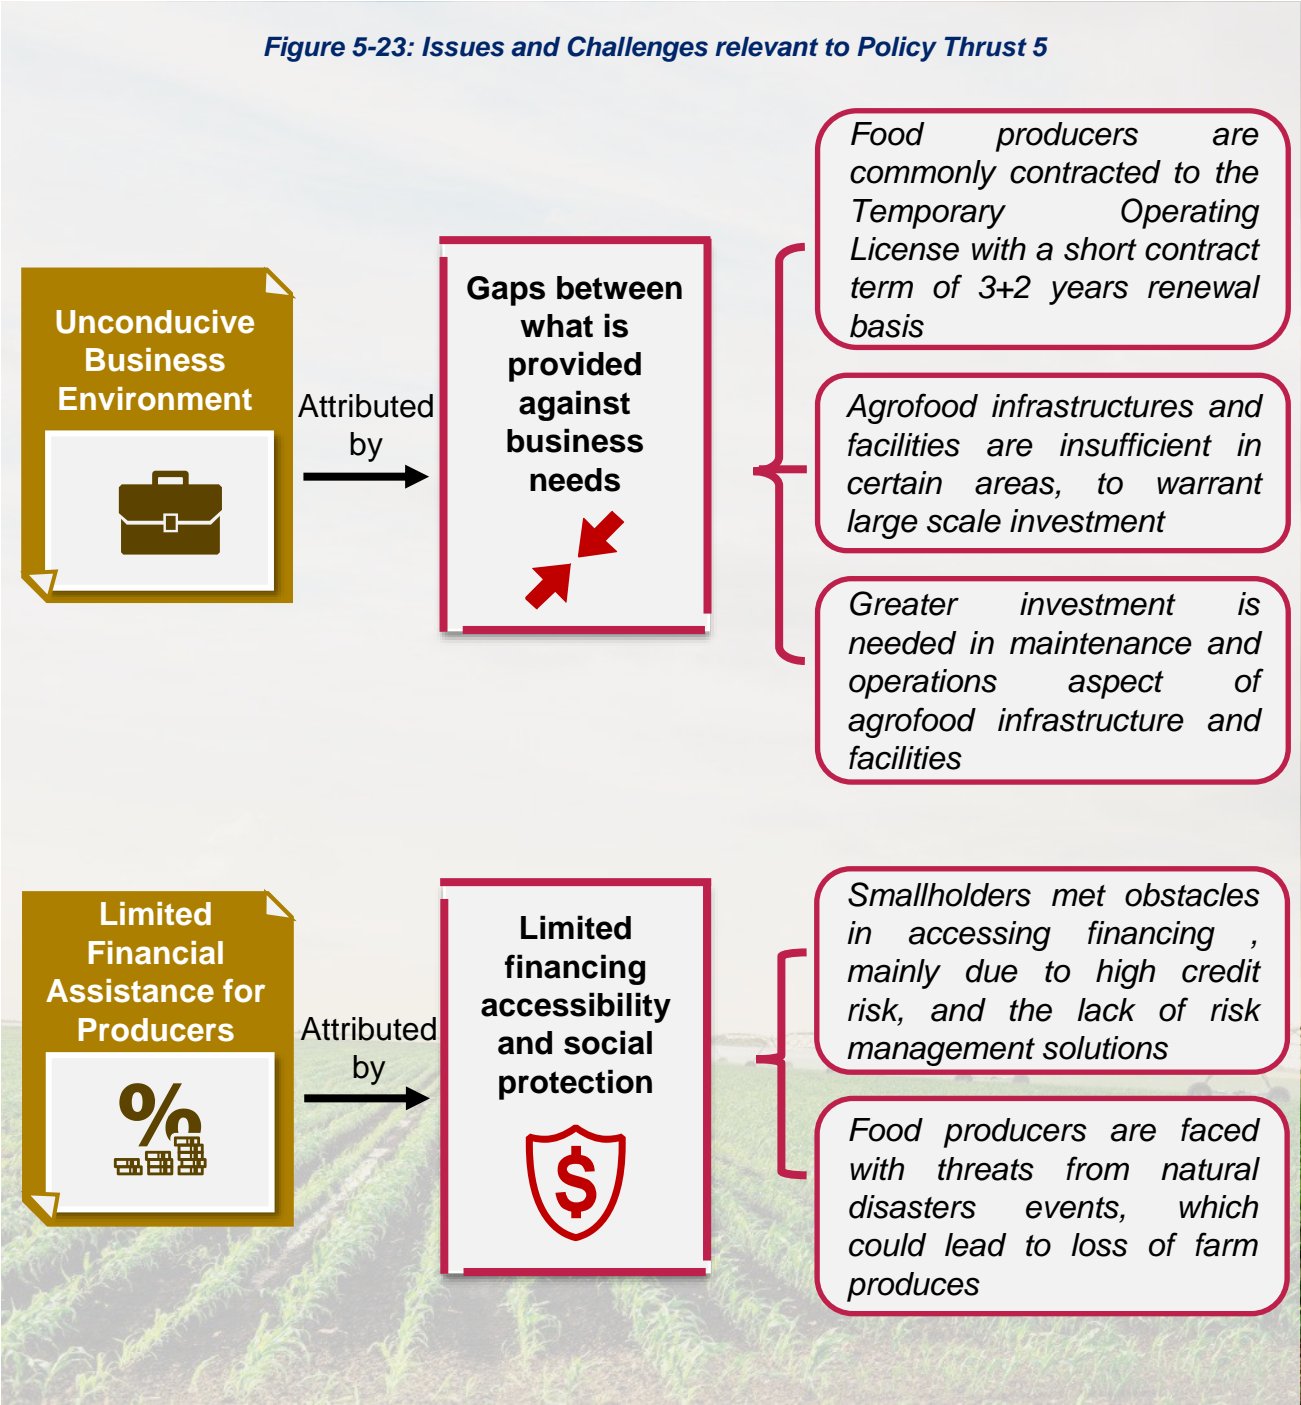 Figure 5-23: Issues and Challenges relevant to Policy Thrust 5
Unconducive
Business
Environment
Attributed
by
Gaps between
what is
provided
against
business
needs
Food producers are
commonly contracted to the
Temporary Operating
License with a short contract
term of 3+2 years renewal
basis
Agrofood infrastructures and
facilities are insufficient in
certain areas, to warrant
large scale investment
Greater investment is
needed in maintenance and
operations aspect of
agrofood infrastructure and
facilities
Limited
Financial
Assistance for
Producers
%
Attributed
by
Limited
financing
accessibility
and social
protection
$
Smallholders met obstacles
in accessing financing ,
mainly due to high credit
risk, and the lack of risk
management solutions
Food producers are faced
with threats from natural
disasters events, which
could lead to loss of farm
produces